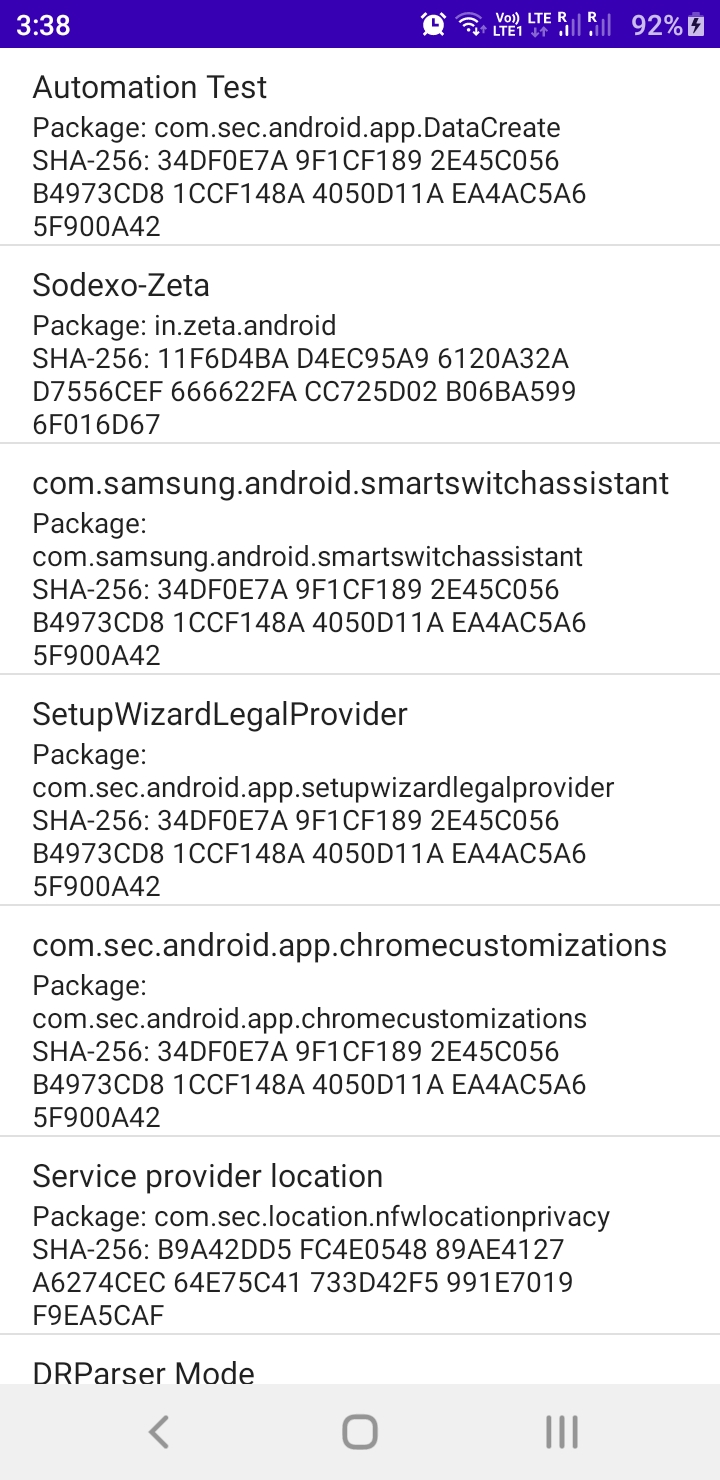 3:38 Vo) LTE R R 92%
LTE1
Automation Test
Package: com.sec.android.app.DataCreate
SHA-256: 34DF0E7A 9F1CF189 2E45C056
B4973CD8 1CCF148A 4050D11A EA4AC5A6
5F900A42
Sodexo-Zeta
Package: in.zeta.android
SHA-256: 11F6D4BA D4EC95A9 6120A32A
D7556CEF 666622FA CC725D02 B06BA599
6F016D67
com.samsung.android.smartswitchassistant
Package:
com.samsung.android.smartswitchassistant
SHA-256: 34DF0E7A 9F1CF189 2E45C056
B4973CD8 1CCF148A 4050D11A EA4AC5A6
5F900A42
SetupWizardLegalProvider
Package:
com.sec.android.app.setupwizardlegalprovider
SHA-256: 34DF0E7A 9F1CF189 2E45C056
B4973CD8 1CCF148A 4050D11A EA4AC5A6
5F900A42
com.sec.android.app.chromecustomizations
Package:
com.sec.android.app.chromecustomizations
SHA-256: 34DF0E7A 9F1CF189 2E45C056
B4973CD8 1CCF148A 4050D11A EA4AC5A6
5F900A42
Service provider location
Package: com.sec.location.nfwlocationprivacy
SHA-256: B9A42DD5 FC4E0548 89AE4127
A6274CEC 64E75C41 733D42F5 991E7019
F9EA5CAF
DRParser Mode